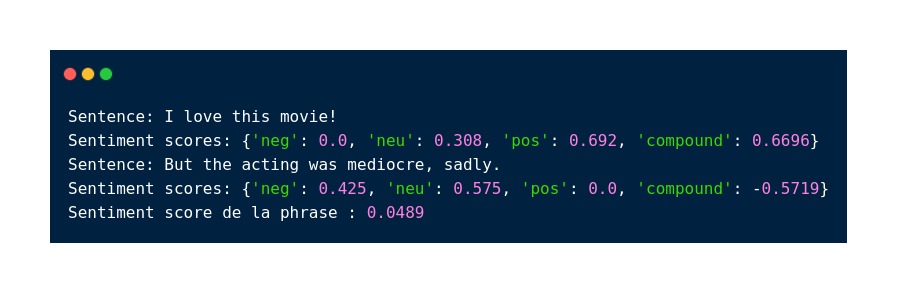 Sentence: I love this movie!
Sentiment scores: {'neg': 0.0, 'neu': 0.308, 'pos': 0.692, 'compound': 0.6696}
Sentence: But the acting was mediocre, sadly.
Sentiment scores: {'neg': 0.425, 'neu': 0.575, 'pos': 0.0, 'compound': -0.5719}
Sentiment score de la phrase : 0.0489